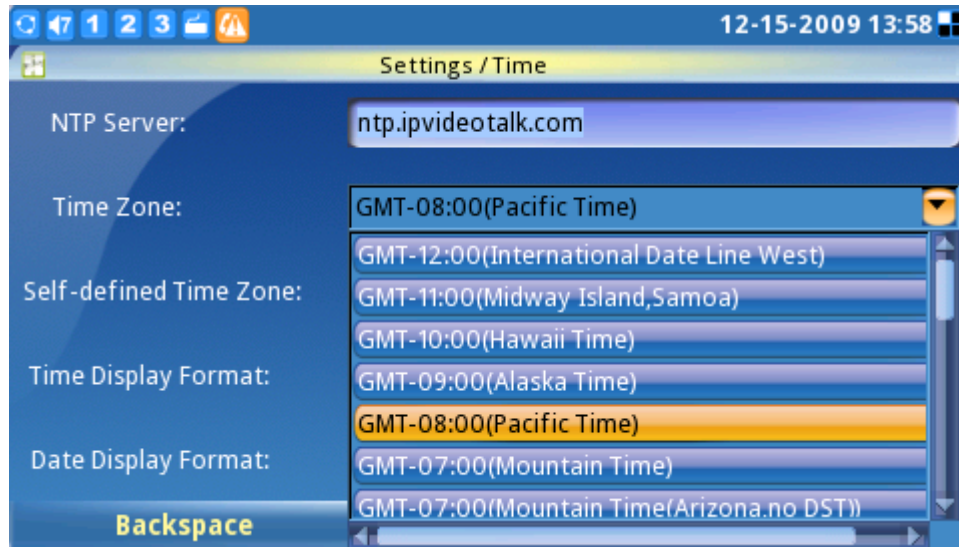 7 1 2 3 12-15-2009 13:58
Settings / Time
NTP Server: ntp.ipvideotalk.com
Time Zone: GMT-08:00(Pacific Time)
GMT-12:00(International Date Line West)
Self-defined Time Zone: GMT-11:00(Midway Island,Samoa)
GMT-10:00(Hawaii Time)
Time Display Format: GMT-09:00(Alaska Time)
GMT-08:00(Pacific Time)
Date Display Format: GMT-07:00(Mountain Time)
GMT-07:00(Mountain Time(Arizona.no DST))
Backspace